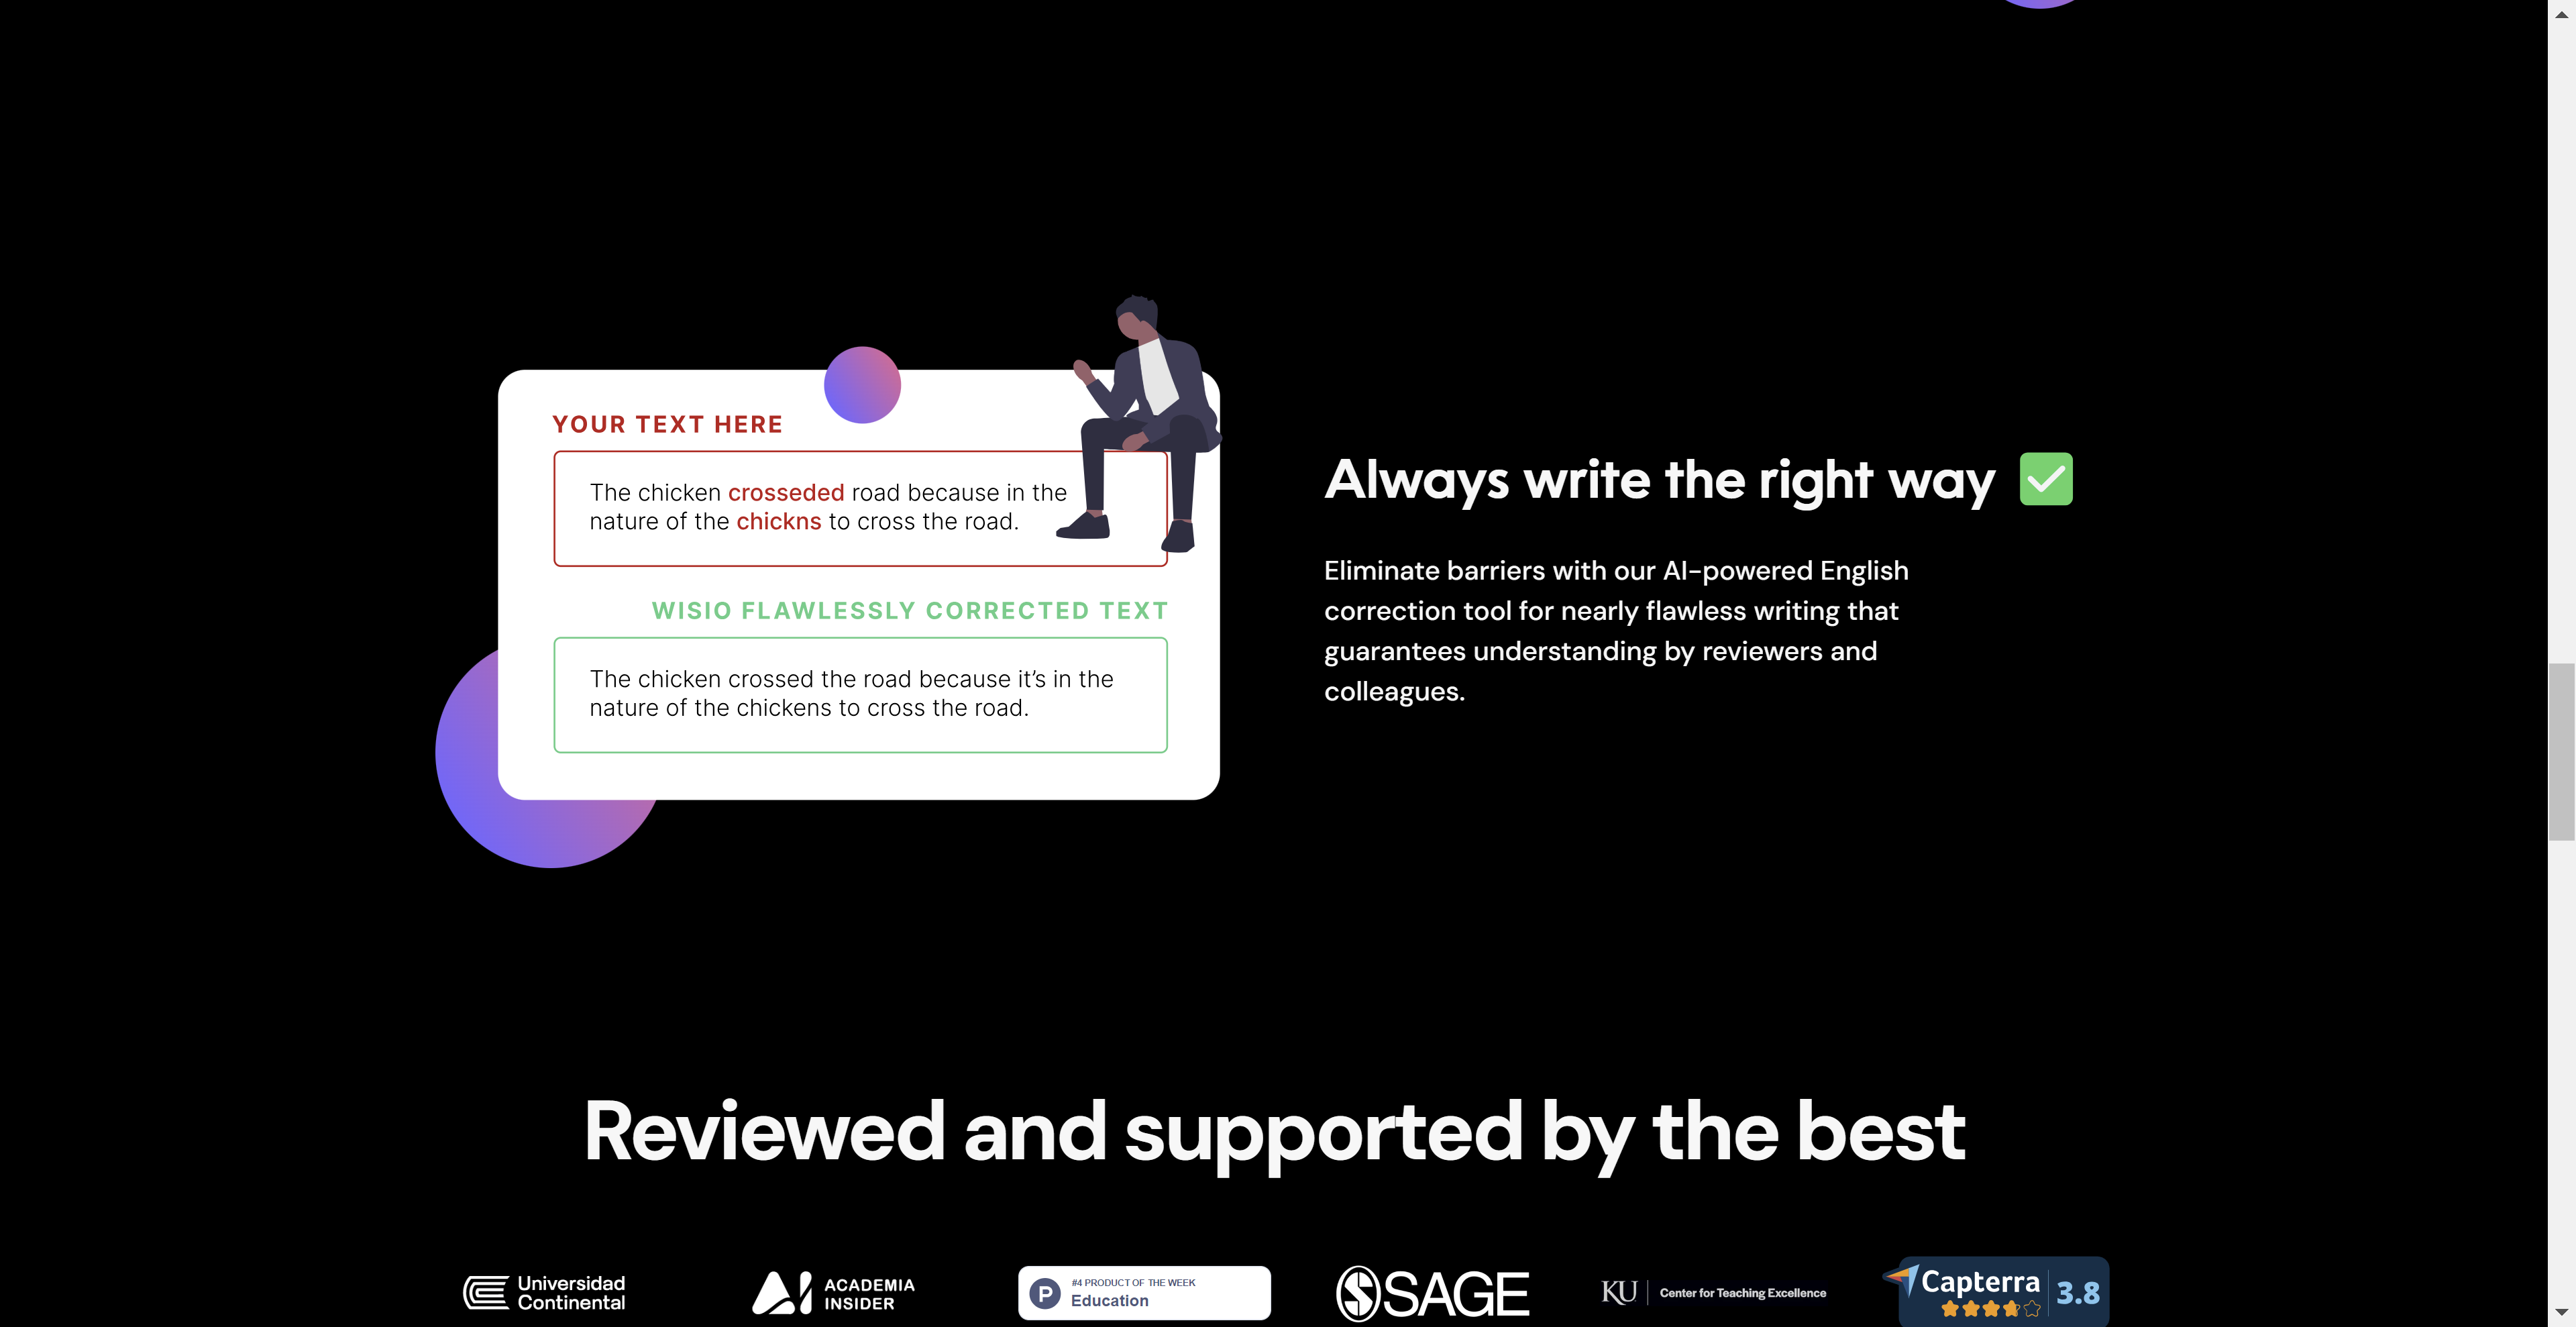 YOUR TEXT HERE
The chicken crosseded road because in the
nature of the chickns to cross the road.
WISIO FLAWLESSLY CORRECTED TEXT
The chicken crossed the road because it’s in the
nature of the chickens to cross the road.
Always write the right way ✅
Eliminate barriers with our AI-powered English
correction tool for nearly flawless writing that
guarantees understanding by reviewers and
colleagues.
Reviewed and supported by the best
Universidad
Continental
AI ACADEMIA
INSIDER
P #4 PRODUCT OF THE WEEK
Education
SAGE
KU Center for Teaching Excellence
Capterra 3.8